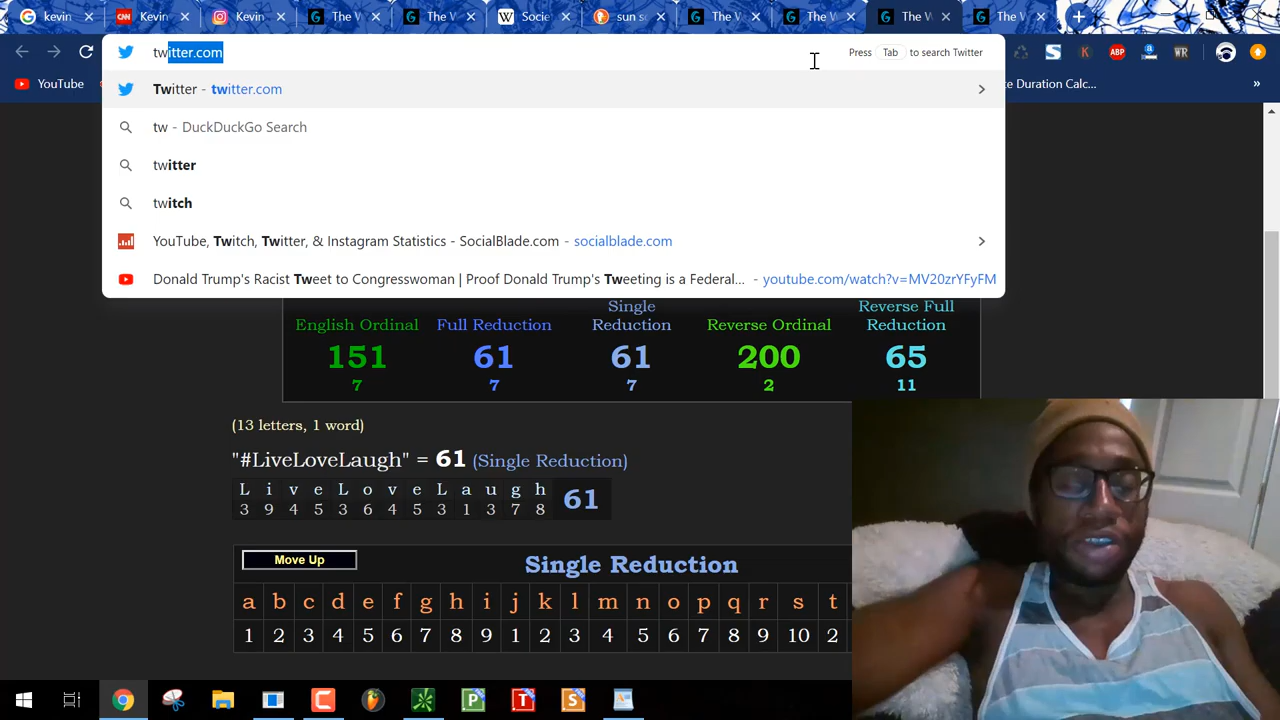 kevin
Kevin
Kevin
The V
The V
Socie
sun s
The V
The V
The V
The V
twitter.com
Press Tab to search Twitter
ABP
WR
YouTube
Twitter - twitter.com
e Duration Calc...
»
tw - DuckDuckGo Search
twitter
twitch
YouTube, Twitch, Twitter, & Instagram Statistics - SocialBlade.com - socialblade.com
Donald Trump's Racist Tweet to Congresswoman | Proof Donald Trump's Tweeting is a Federal... - youtube.com/watch?v=MV20zrYFyFM
English Ordinal Full Reduction Single Reduction Reverse Ordinal Reverse Full Reduction
151 61 61 200 65
7 7 7 2 11
(13 letters, 1 word)
"#LiveLoveLaugh" = 61 (Single Reduction)
L i v e L o v e L a u g h 61
3 9 4 5 3 6 4 5 3 1 3 7 8
Move Up Single Reduction
a b c d e f g h i j k l m n o p q r s t
1 2 3 4 5 6 7 8 9 1 2 3 4 5 6 7 8 9 10 2